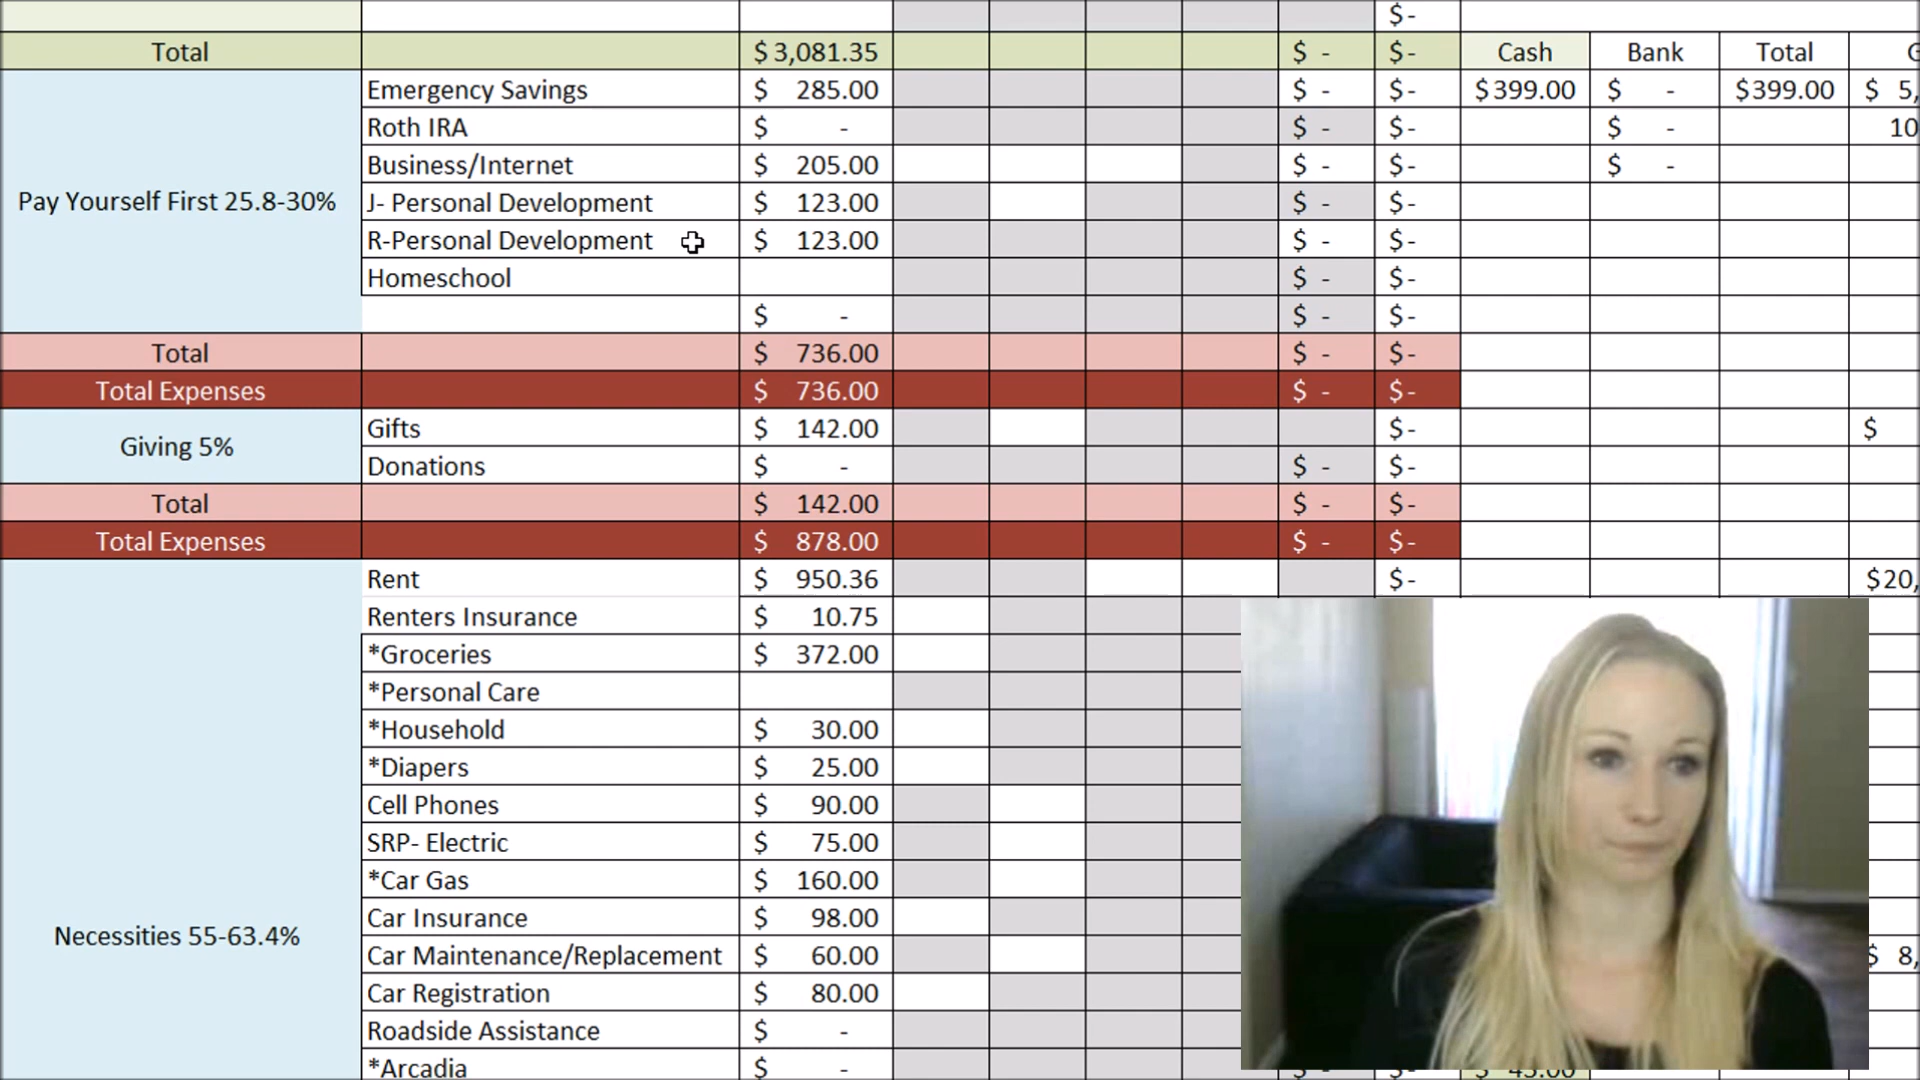 $ -
Total $ 3,081.35 $ - $ - Cash Bank Total
Emergency Savings $ 285.00 $ - $ - $ 399.00 $ - $ 399.00 $ 5,
Roth IRA $ - $ - $ - $ - 10
Business/Internet $ 205.00 $ - $ - $ -
Pay Yourself First 25.8-30%
J- Personal Development $ 123.00 $ - $ -
R-Personal Development $ 123.00 $ - $ -
Homeschool $ - $ -
$ - $ - $ -
Total $ 736.00 $ - $ -
Total Expenses $ 736.00 $ - $ -
Giving 5%
Gifts $ 142.00 $ - $
Donations $ - $ - $ -
Total $ 142.00 $ - $ -
Total Expenses $ 878.00 $ - $ -
Rent $ 950.36 $ - $20,
Renters Insurance $ 10.75
*Groceries $ 372.00
*Personal Care
*Household $ 30.00
*Diapers $ 25.00
Cell Phones $ 90.00
SRP- Electric $ 75.00
*Car Gas $ 160.00
Car Insurance $ 98.00
Necessities 55-63.4%
Car Maintenance/Replacement $ 60.00 $ 8,
Car Registration $ 80.00
Roadside Assistance $ -
*Arcadia $ -